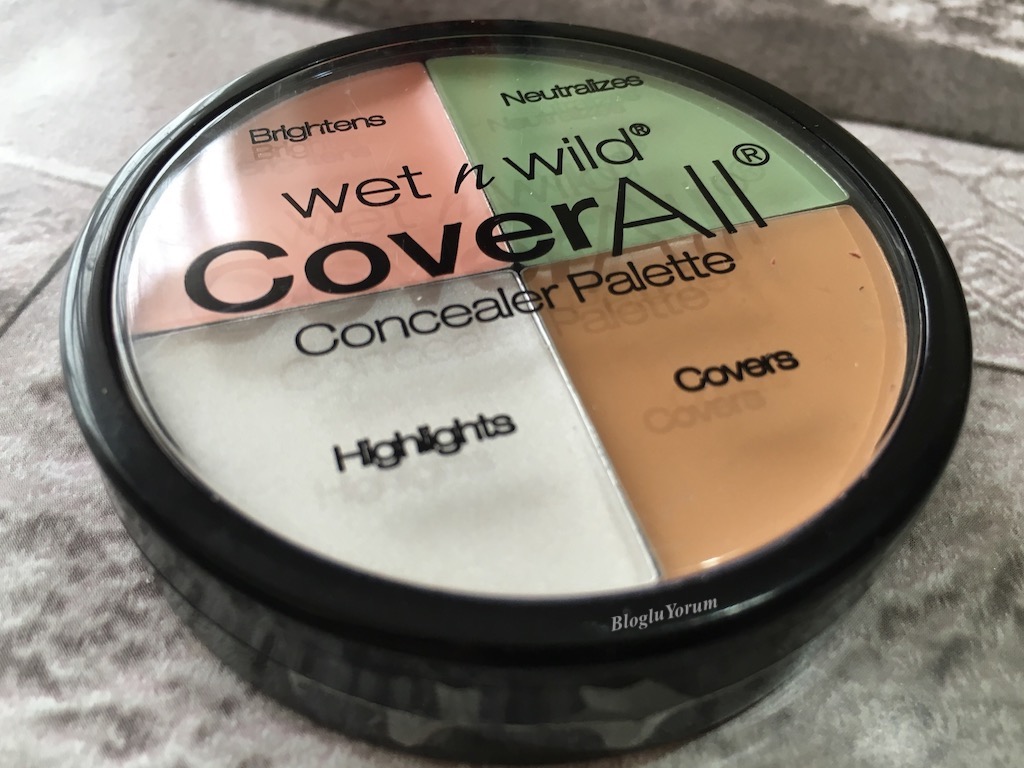 Brightens
Neutralizes
wet n wild®
CoverAll®
Concealer Palette
Covers
Highlights
BlogluYorum